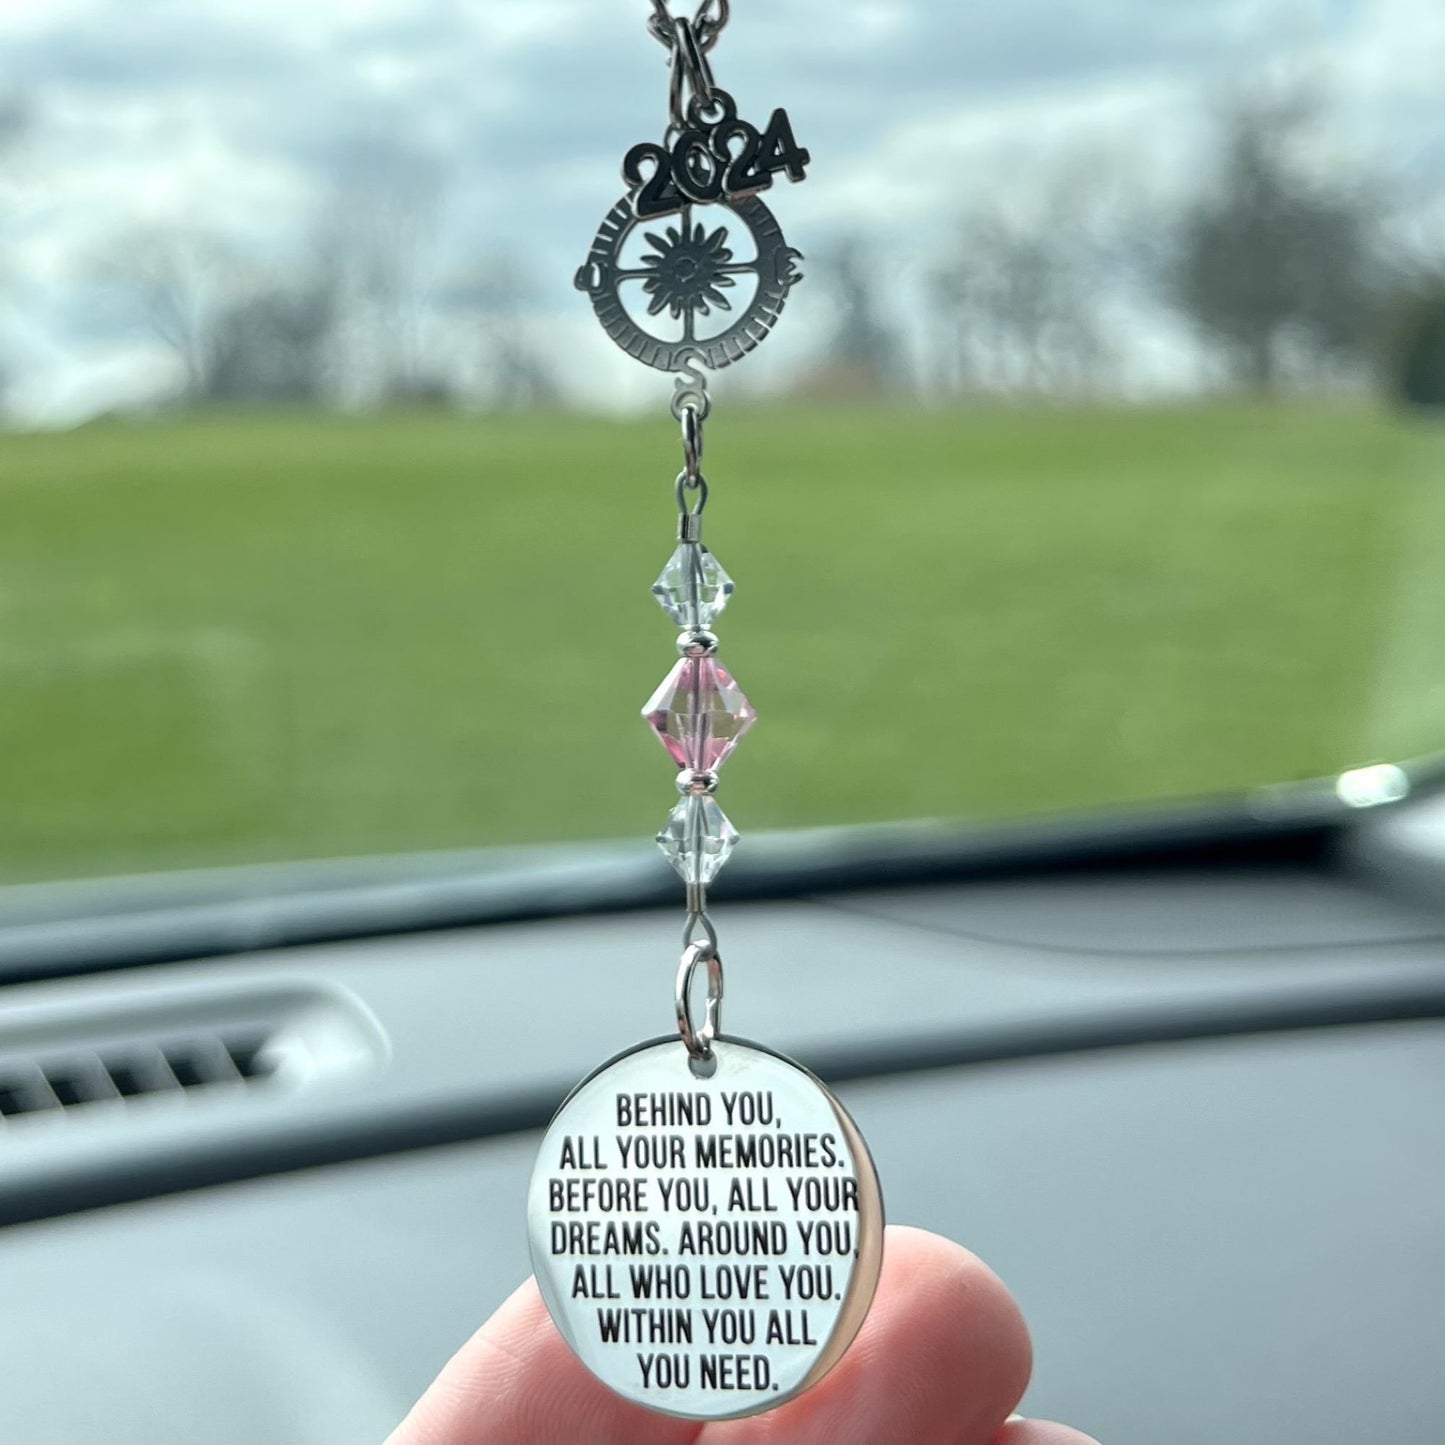 2024
S
BEHIND YOU,
ALL YOUR MEMORIES.
BEFORE YOU, ALL YOUR
DREAMS. AROUND YOU,
ALL WHO LOVE YOU.
WITHIN YOU ALL
YOU NEED.